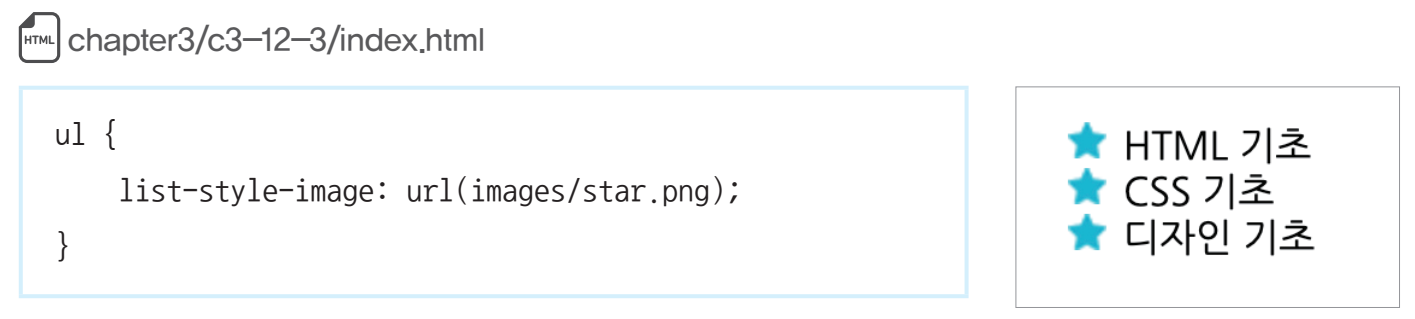 HTML
chapter3/c3-12-3/index.html
ul {
    list-style-image: url(images/star.png);
}
HTML 기초
CSS 기초
디자인 기초